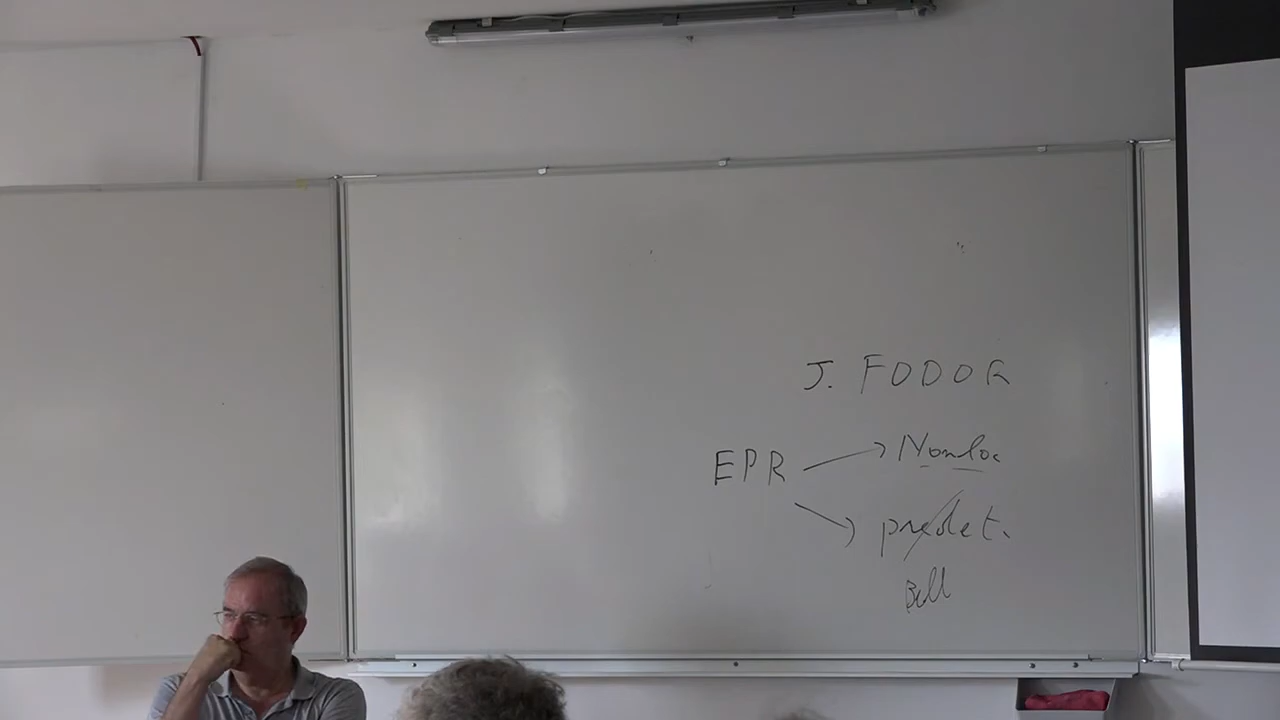 J. FODOR
EPR → Nonloc
→ predet.
Bell